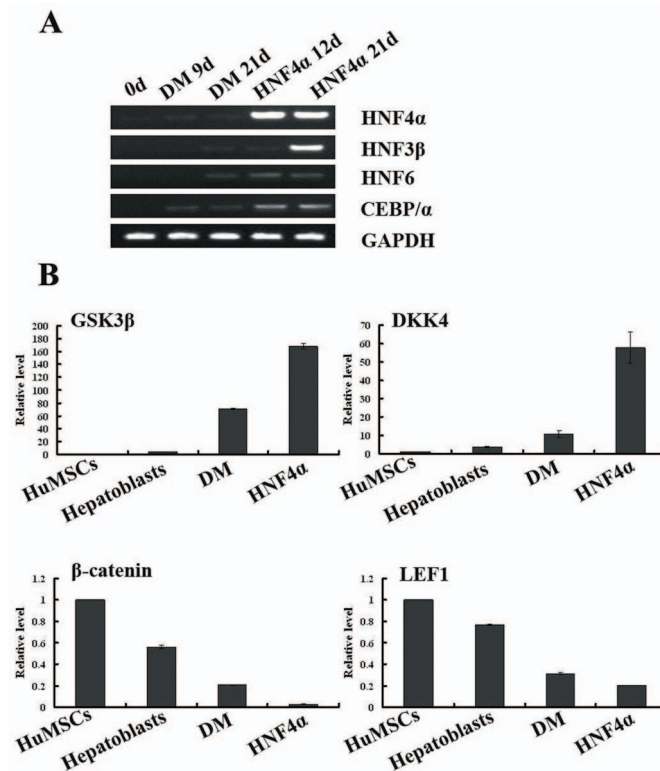 A
0d DM 9d DM 21d HNF4α 12d HNF4α 21d
HNF4α
HNF3β
HNF6
CEBP/α
GAPDH
B
GSK3β
Relative level
200
180
160
140
120
100
80
60
40
20
0
HuMSCs Hepatoblasts DM HNF4α
DKK4
Relative level
70
60
50
40
30
20
10
0
HuMSCs Hepatoblasts DM HNF4α
β-catenin
Relative level
1.2
1
0.8
0.6
0.4
0.2
0
HuMSCs Hepatoblasts DM HNF4α
LEF1
Relative level
1.2
1
0.8
0.6
0.4
0.2
0
HuMSCs Hepatoblasts DM HNF4α